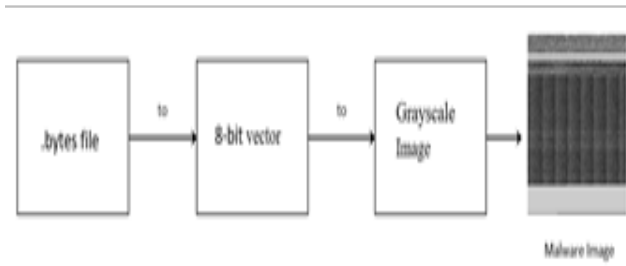 .bytes file
to
8-bit vector
to
Grayscale
Image
Malware Image